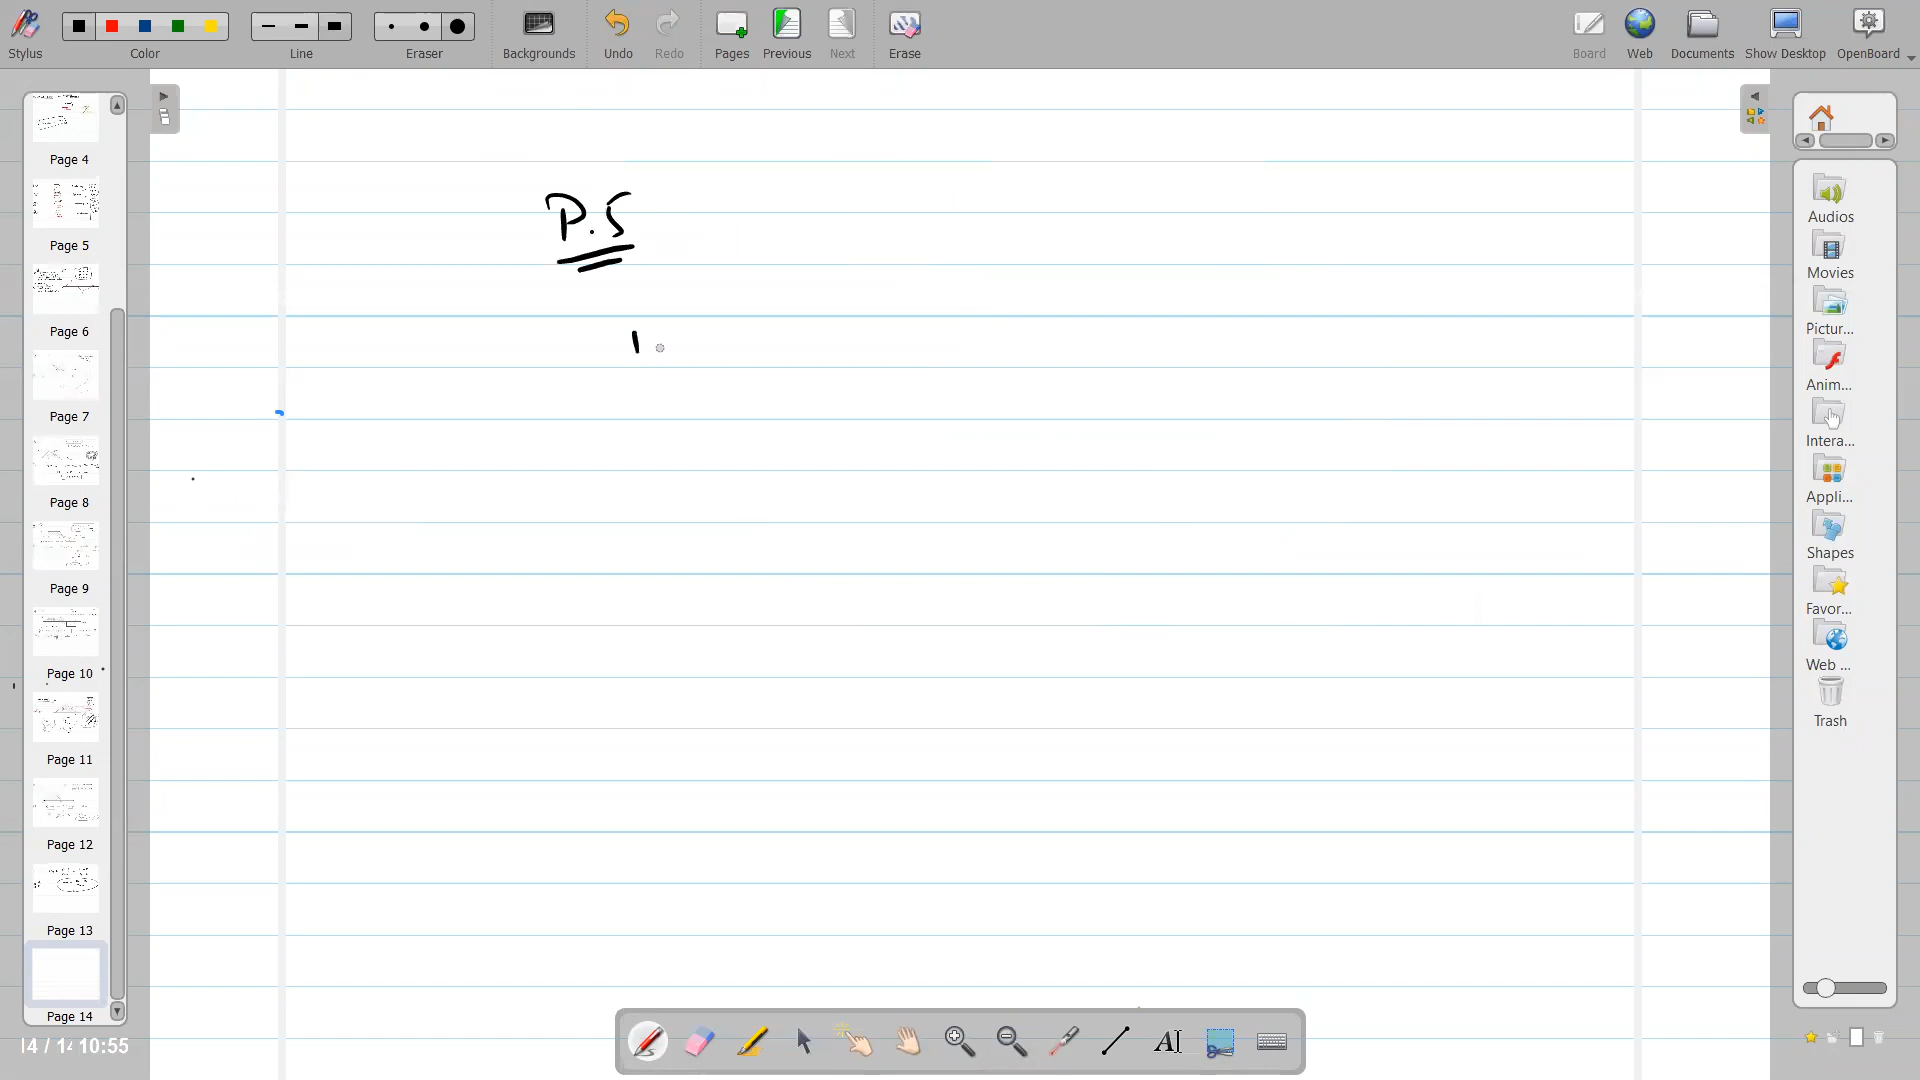 Stylus
Color
Line
Eraser
Backgrounds
Undo
Redo
Pages
Previous
Next
Erase
Board
Web
Documents
Show Desktop
OpenBoard
Page 4
Page 5
Page 6
Page 7
Page 8
Page 9
Page 10
Page 11
Page 12
Page 13
Page 14
P.S
1
Audios
Movies
Pictur...
Anim...
Intera...
Appli...
Shapes
Favor...
Web ...
Trash
10:55